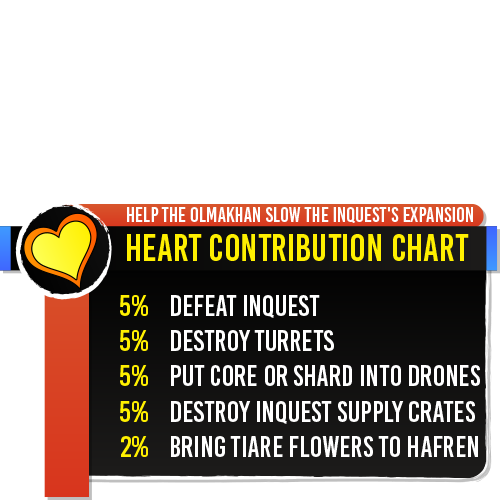 HELP THE OLMAKHAN SLOW THE INQUEST'S EXPANSION
HEART CONTRIBUTION CHART
5% DEFEAT INQUEST
5% DESTROY TURRETS
5% PUT CORE OR SHARD INTO DRONES
5% DESTROY INQUEST SUPPLY CRATES
2% BRING TIARE FLOWERS TO HAFREN